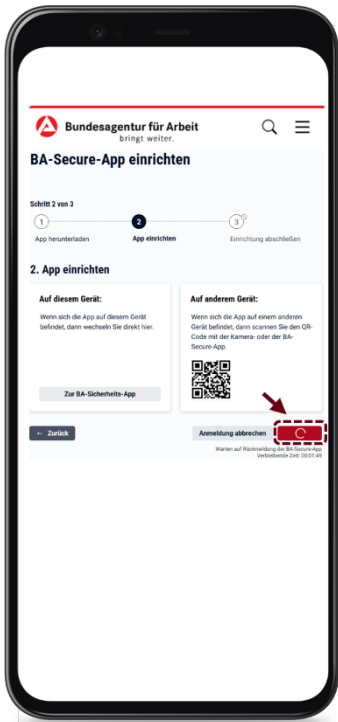 Bundesagentur für Arbeit
bringt weiter.
BA-Secure-App einrichten
Schritt 2 von 3
1
2
3
App herunterladen
App einrichten
Einrichtung abschließen
2. App einrichten
Auf diesem Gerät:
Wenn sich die App auf diesem Gerät
befindet, dann wechseln Sie direkt hier.
Zur BA-Sicherheits-App
Auf anderem Gerät:
Wenn sich die App auf einem anderen
Gerät befindet, dann scannen Sie den QR-
Code mit der Kamera- oder der BA-
Secure-App.
← Zurück
Anmeldung abbrechen
Warten auf Rückmeldung der BA-Secure-App
Verbleibende Zeit: 00:01:49